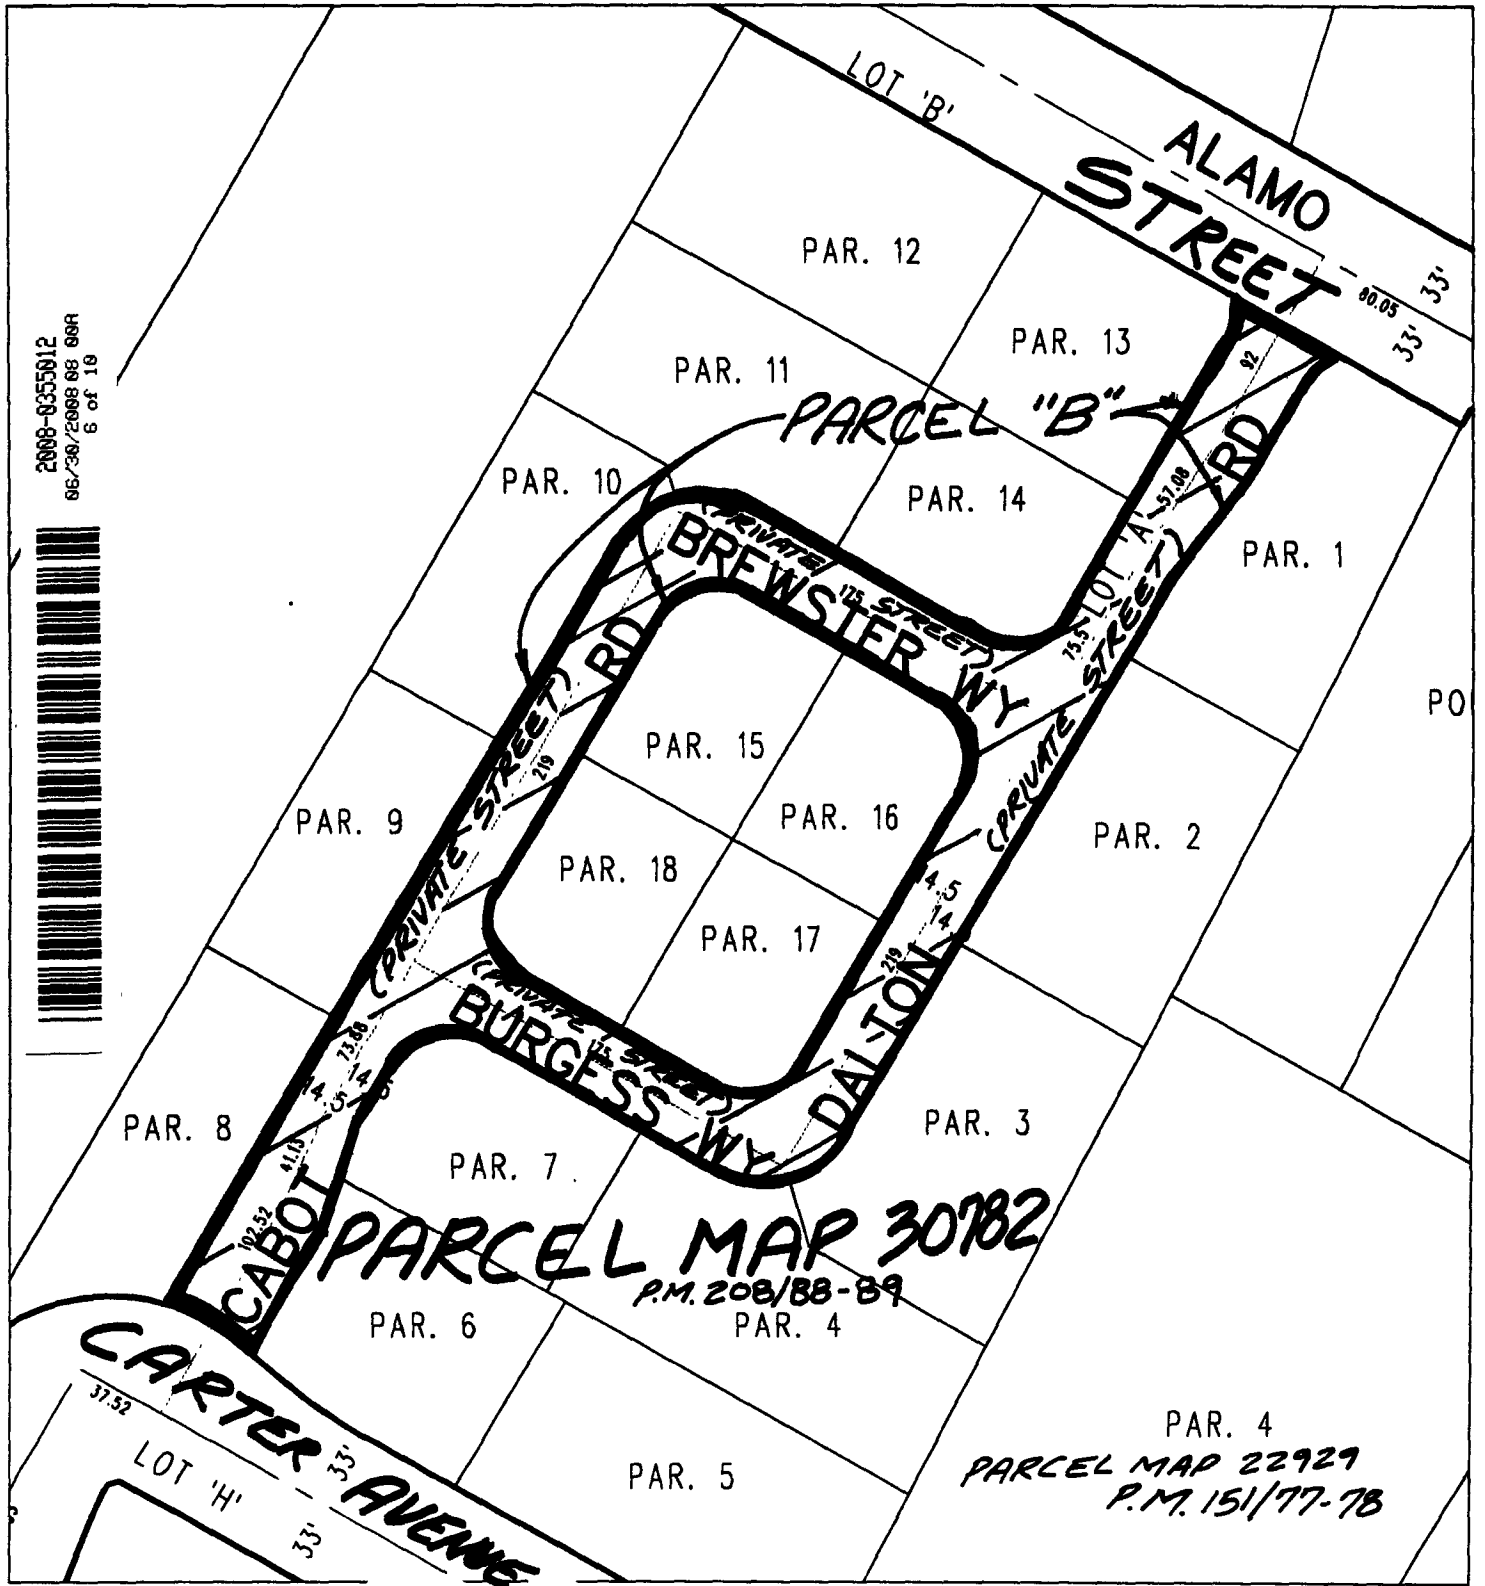 LOT 'B'
ALAMO
STREET
80.05
33'
33'
2008-0355012
06/30/2008 08 00A
6 of 10
PAR. 12
PAR. 13
PAR. 11
PARCEL "B"
92
RD
PAR. 10
PAR. 14
57.08
LOT 'A'
PAR. 1
(PRIVATE STREET)
BREWSTER WY
175
75.5
(PRIVATE STREET)
RD
(PRIVATE STREET)
219
PO
PAR. 15
PAR. 16
PAR. 9
PAR. 2
PAR. 18
PAR. 17
14.5
14.5
219
DALTON
(PRIVATE STREET)
BURGESS WY
175
73.88
14.5
14.5
PAR. 8
PAR. 3
PAR. 7
41.13
102.52
CABOT
PARCEL MAP 30782
P.M. 208/88-89
PAR. 6
PAR. 4
CARTER AVENUE
37.52
33'
LOT 'H'
33'
PAR. 5
PAR. 4
PARCEL MAP 22929
P.M. 151/77-78